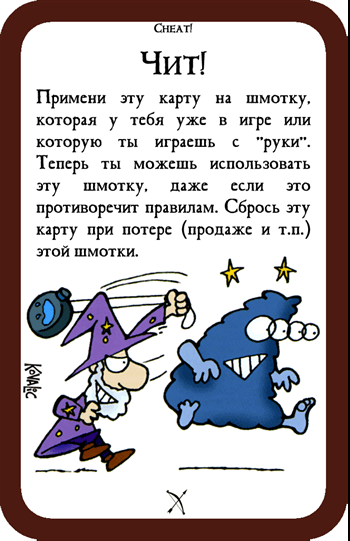 Cheat!
Чит!
Примени эту карту на шмотку,
которая у тебя уже в игре или
которую ты играешь с "руки".
Теперь ты можешь использовать
эту шмотку, даже если это
противоречит правилам. Сбрось эту
карту при потере (продаже и т.п.)
этой шмотки.
Kovalic